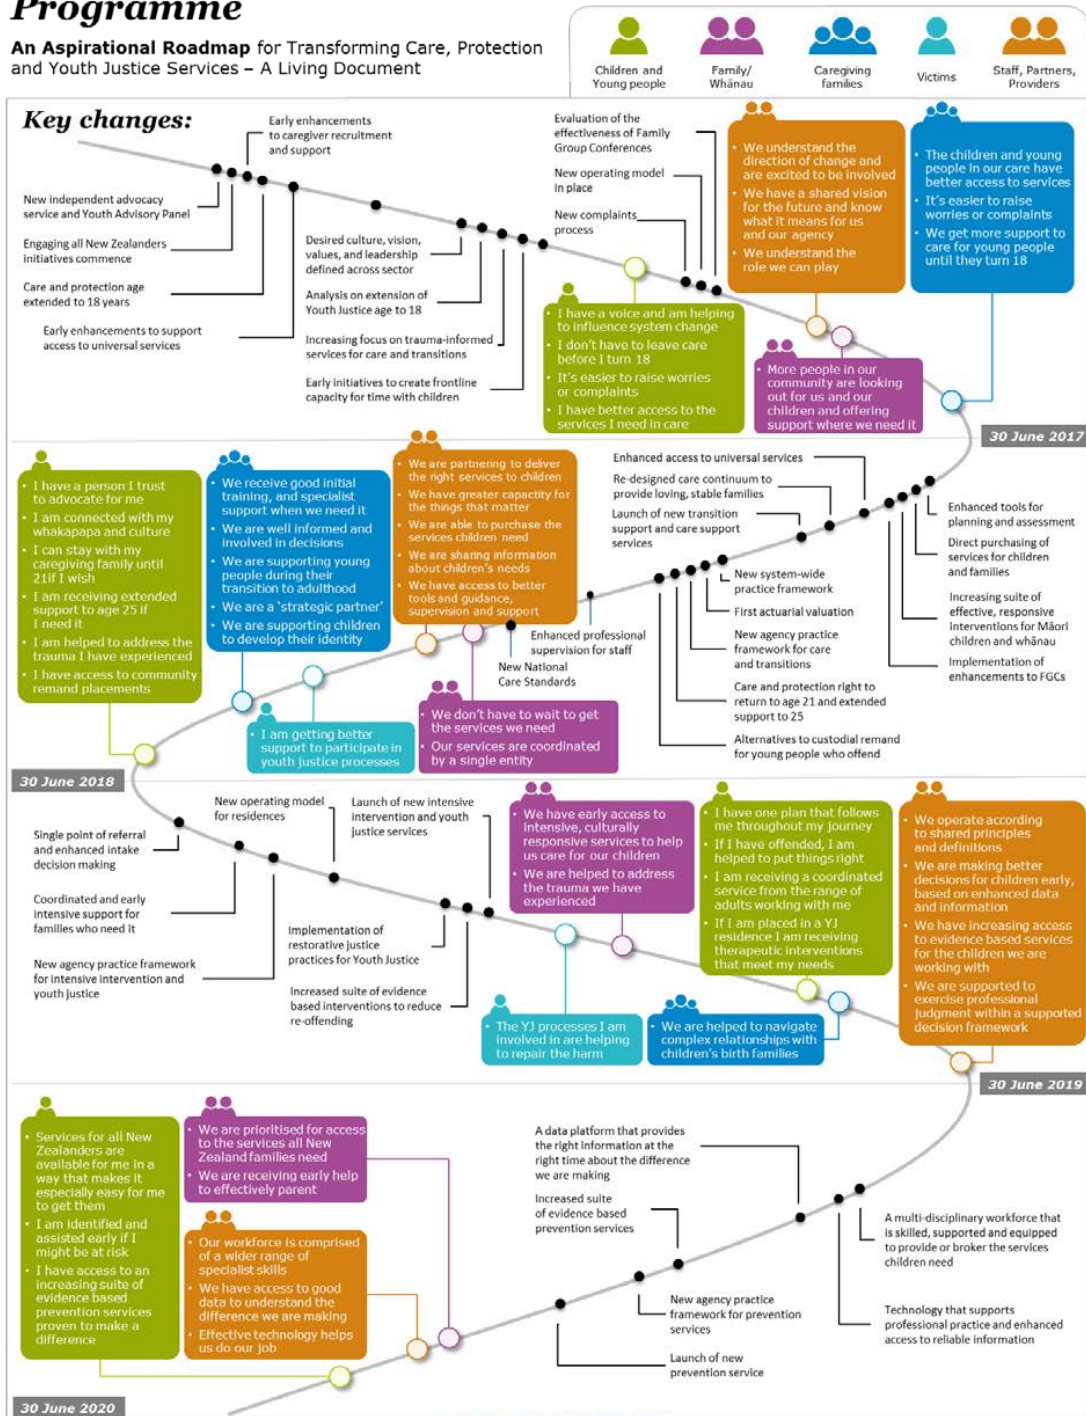 Programme
An Aspirational Roadmap for Transforming Care, Protection
and Youth Justice Services – A Living Document
Children and
Young people
Family/
Whānau
Caregiving
families
Victims
Staff, Partners,
Providers
Key changes:
Early enhancements
to caregiver recruitment
and support
New independent advocacy
service and Youth Advisory Panel
Engaging all New Zealanders
initiatives commence
Care and protection age
extended to 18 years
Early enhancements to support
access to universal services
Desired culture, vision,
values, and leadership
defined across sector
Analysis on extension of
Youth Justice age to 18
Increasing focus on trauma-informed
services for care and transitions
Early initiatives to create frontline
capacity for time with children
Evaluation of the
effectiveness of Family
Group Conferences
New operating model
in place
New complaints
process
• I have a voice and am helping
to influence system change
• I don't have to leave care
before I turn 18
• It's easier to raise worries
or complaints
• I have better access to the
services I need in care
• We understand the
direction of change and
are excited to be involved
• We have a shared vision
for the future and know
what it means for us
and our agency
• We understand the
role we can play
• More people in our
community are looking
out for us and our
children and offering
support where we need it
• The children and young
people in our care have
better access to services
• It's easier to raise
worries or complaints
• We get more support to
care for young people
until they turn 18
30 June 2017
• I have a person I trust
to advocate for me
• I am connected with my
whakapapa and culture
• I can stay with my
caregiving family until
21if I wish
• I am receiving extended
support to age 25 if
I need it
• I am helped to address the
trauma I have experienced
• I have access to community
remand placements
• We receive good initial
training, and specialist
support when we need it
• We are well informed and
involved in decisions
• We are supporting young
people during their
transition to adulthood
• We are a 'strategic partner'
• We are supporting children
to develop their identity
• We are partnering to deliver
the right services to children
• We have greater capacity for
the things that matter
• We are able to purchase the
services children need
• We are sharing information
about children's needs
• We have access to better
tools and guidance,
supervision and support
• I am getting better
support to participate in
youth justice processes
• We don't have to wait to get
the services we need
• Our services are coordinated
by a single entity
New National
Care Standards
Enhanced professional
supervision for staff
Enhanced access to universal services
Re-designed care continuum to
provide loving, stable families
Launch of new transition
support and care support
services
New system-wide
practice framework
First actuarial valuation
New agency practice
framework for care
and transitions
Care and protection right to
return to age 21 and extended
support to 25
Alternatives to custodial remand
for young people who offend
Enhanced tools for
planning and assessment
Direct purchasing of
services for children
and families
Increasing suite of
effective, responsive
interventions for Māori
children and whānau
Implementation of
enhancements to FGCs
30 June 2018
Single point of referral
and enhanced intake
decision making
Coordinated and early
intensive support for
families who need it
New agency practice framework
for intensive intervention and
youth justice
New operating model
for residences
Launch of new intensive
intervention and youth
justice services
Implementation of
restorative justice
practices for Youth Justice
Increased suite of evidence
based interventions to reduce
re-offending
• We have early access to
intensive, culturally
responsive services to help
us care for our children
• We are helped to address
the trauma we have
experienced
• I have one plan that follows
me throughout my journey
• If I have offended, I am
helped to put things right
• I am receiving a coordinated
service from the range of
adults working with me
• If I am placed in a YJ
residence I am receiving
therapeutic interventions
that meet my needs
• We operate according
to shared principles
and definitions
• We are making better
decisions for children early,
based on enhanced data
and information
• We have increasing access
to evidence based services
for the children we are
working with
• We are supported to
exercise professional
judgment within a supported
decision framework
• The YJ processes I am
involved in are helping
to repair the harm
• We are helped to navigate
complex relationships with
children's birth families
30 June 2019
• Services for all New
Zealanders are
available for me in a
way that makes it
especially easy for me
to get them
• I am identified and
assisted early if I
might be at risk
• I have access to an
increasing suite of
evidence based
prevention services
proven to make a
difference
• We are prioritised for access
to the services all New
Zealand families need
• We are receiving early help
to effectively parent
• Our workforce is comprised
of a wider range of
specialist skills
• We have access to good
data to understand the
difference we are making
• Effective technology helps
us do our job
A data platform that provides
the right information at the
right time about the difference
we are making
Increased suite
of evidence based
prevention services
New agency practice
framework for prevention
services
Launch of new
prevention service
A multi-disciplinary workforce that
is skilled, supported and equipped
to provide or broker the services
children need
Technology that supports
professional practice and enhanced
access to reliable information
30 June 2020